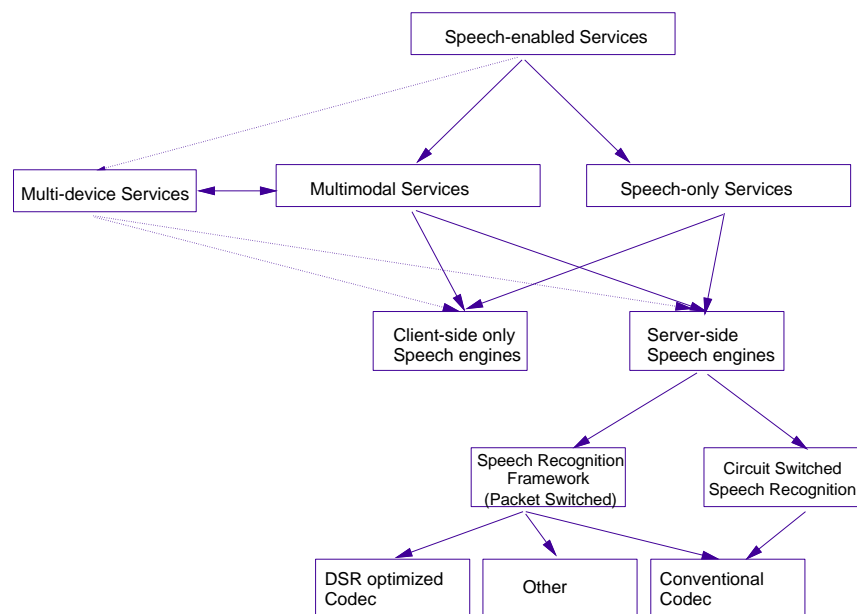 Speech-enabled Services
Multi-device Services
Multimodal Services
Speech-only Services
Client-side only
Speech engines
Server-side
Speech engines
Speech Recognition
Framework
(Packet Switched)
Circuit Switched
Speech Recognition
DSR optimized
Codec
Other
Conventional
Codec